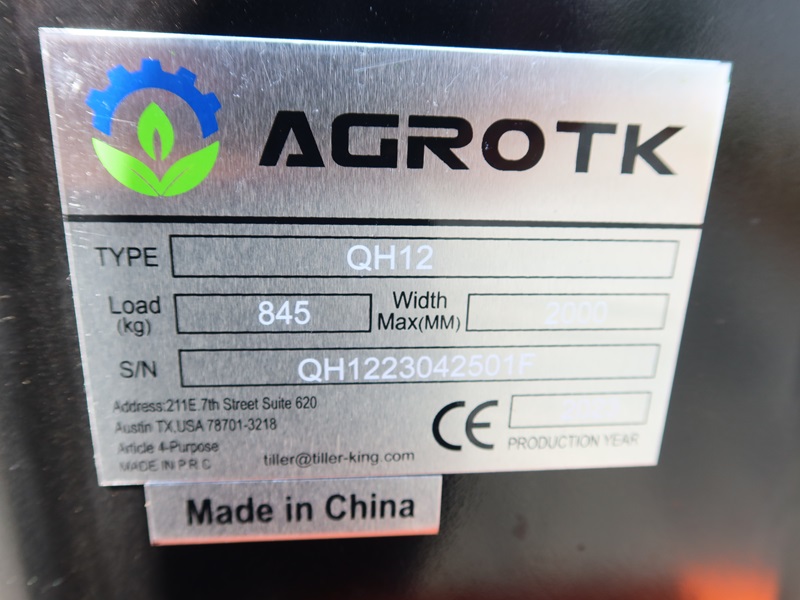 AGROTK
TYPE QH12
Load (kg) 845 Width Max(MM) 2000
S/N QH1223042501F
Address:211E.7th Street Suite 620
Austin TX,USA 78701-3218
Article 4-Purpose
MADE IN P.R.C
tiller@tiller-king.com
CE
PRODUCTION YEAR
Made in China